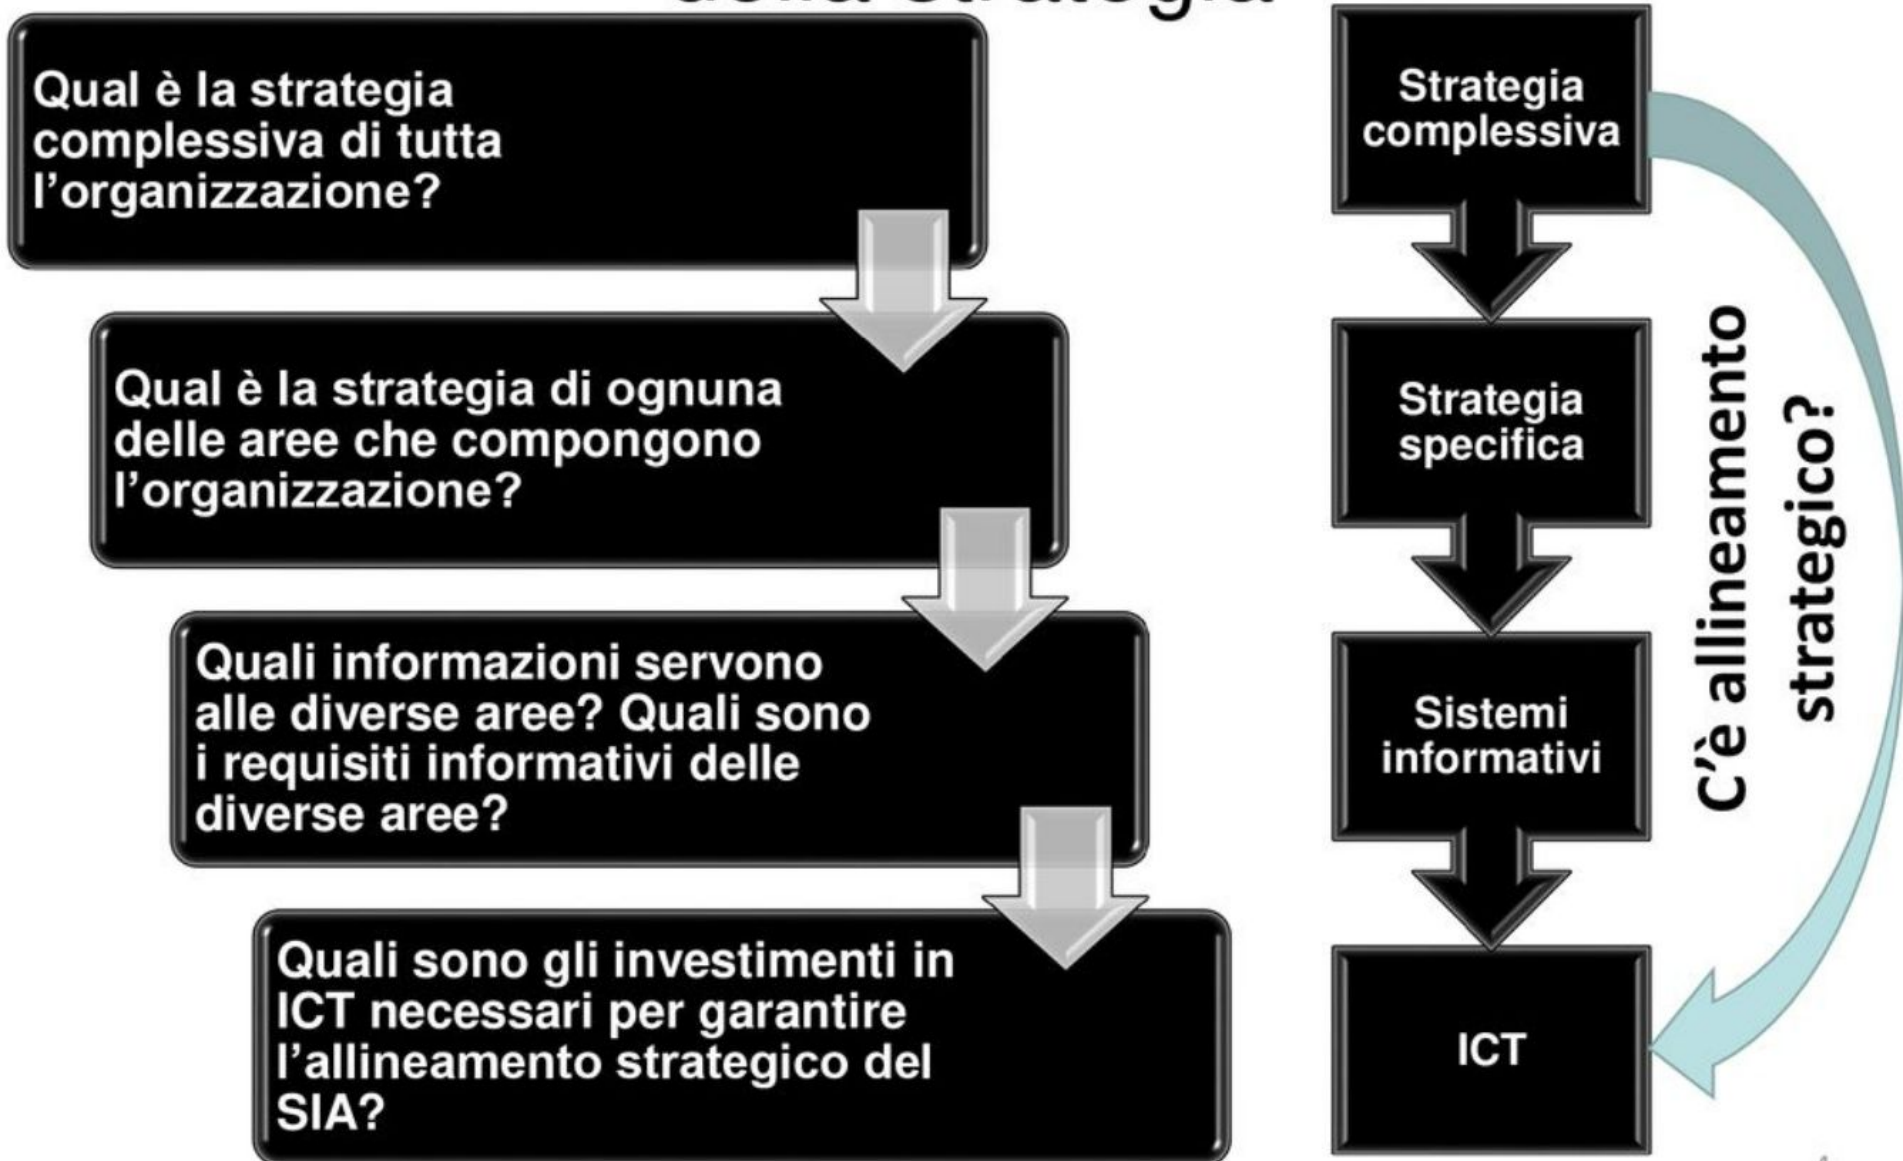 della strategia
Qual è la strategia
complessiva di tutta
l'organizzazione?
Qual è la strategia di ognuna
delle aree che compongono
l'organizzazione?
Quali informazioni servono
alle diverse aree? Quali sono
i requisiti informativi delle
diverse aree?
Quali sono gli investimenti in
ICT necessari per garantire
l'allineamento strategico del
SIA?
Strategia
complessiva
Strategia
specifica
Sistemi
informativi
ICT
C'è allineamento
strategico?